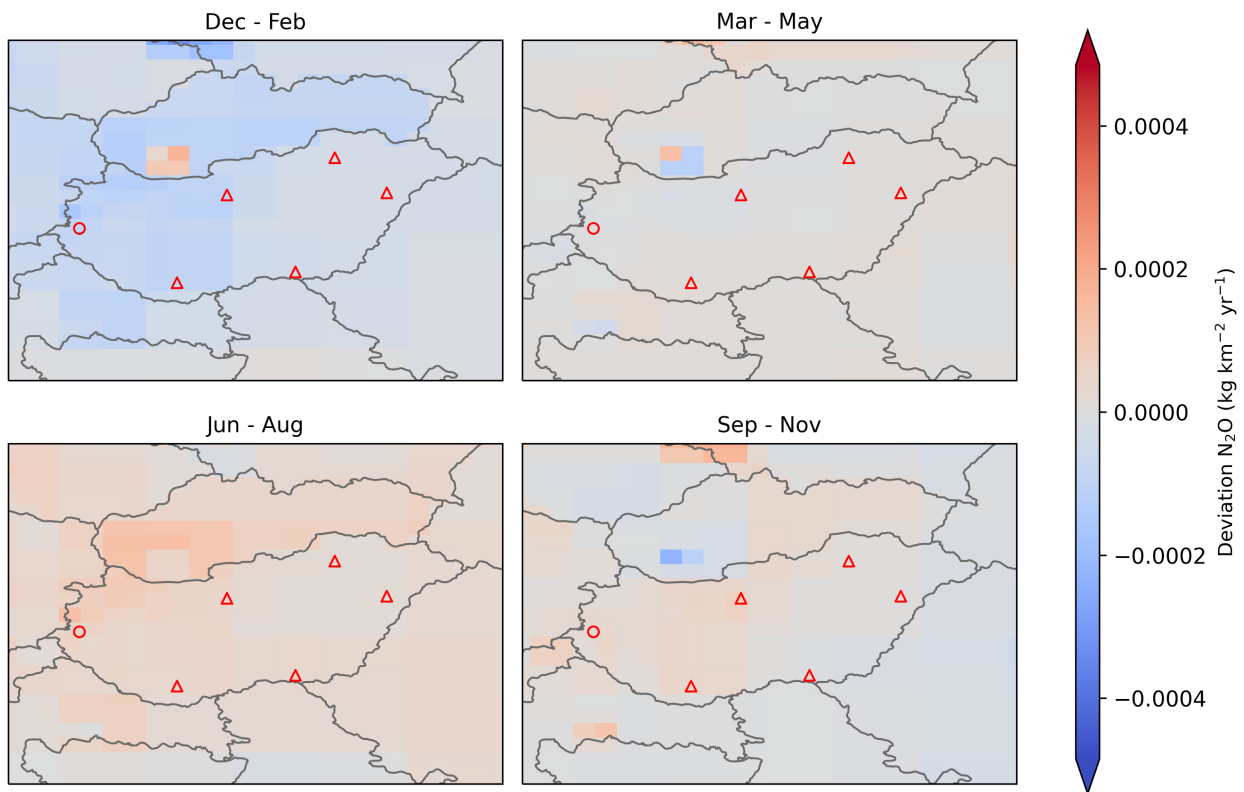 Dec - Feb
Mar - May
Jun - Aug
Sep - Nov
0.0004
0.0002
0.0000
−0.0002
−0.0004
Deviation N₂O (kg km⁻² yr⁻¹)